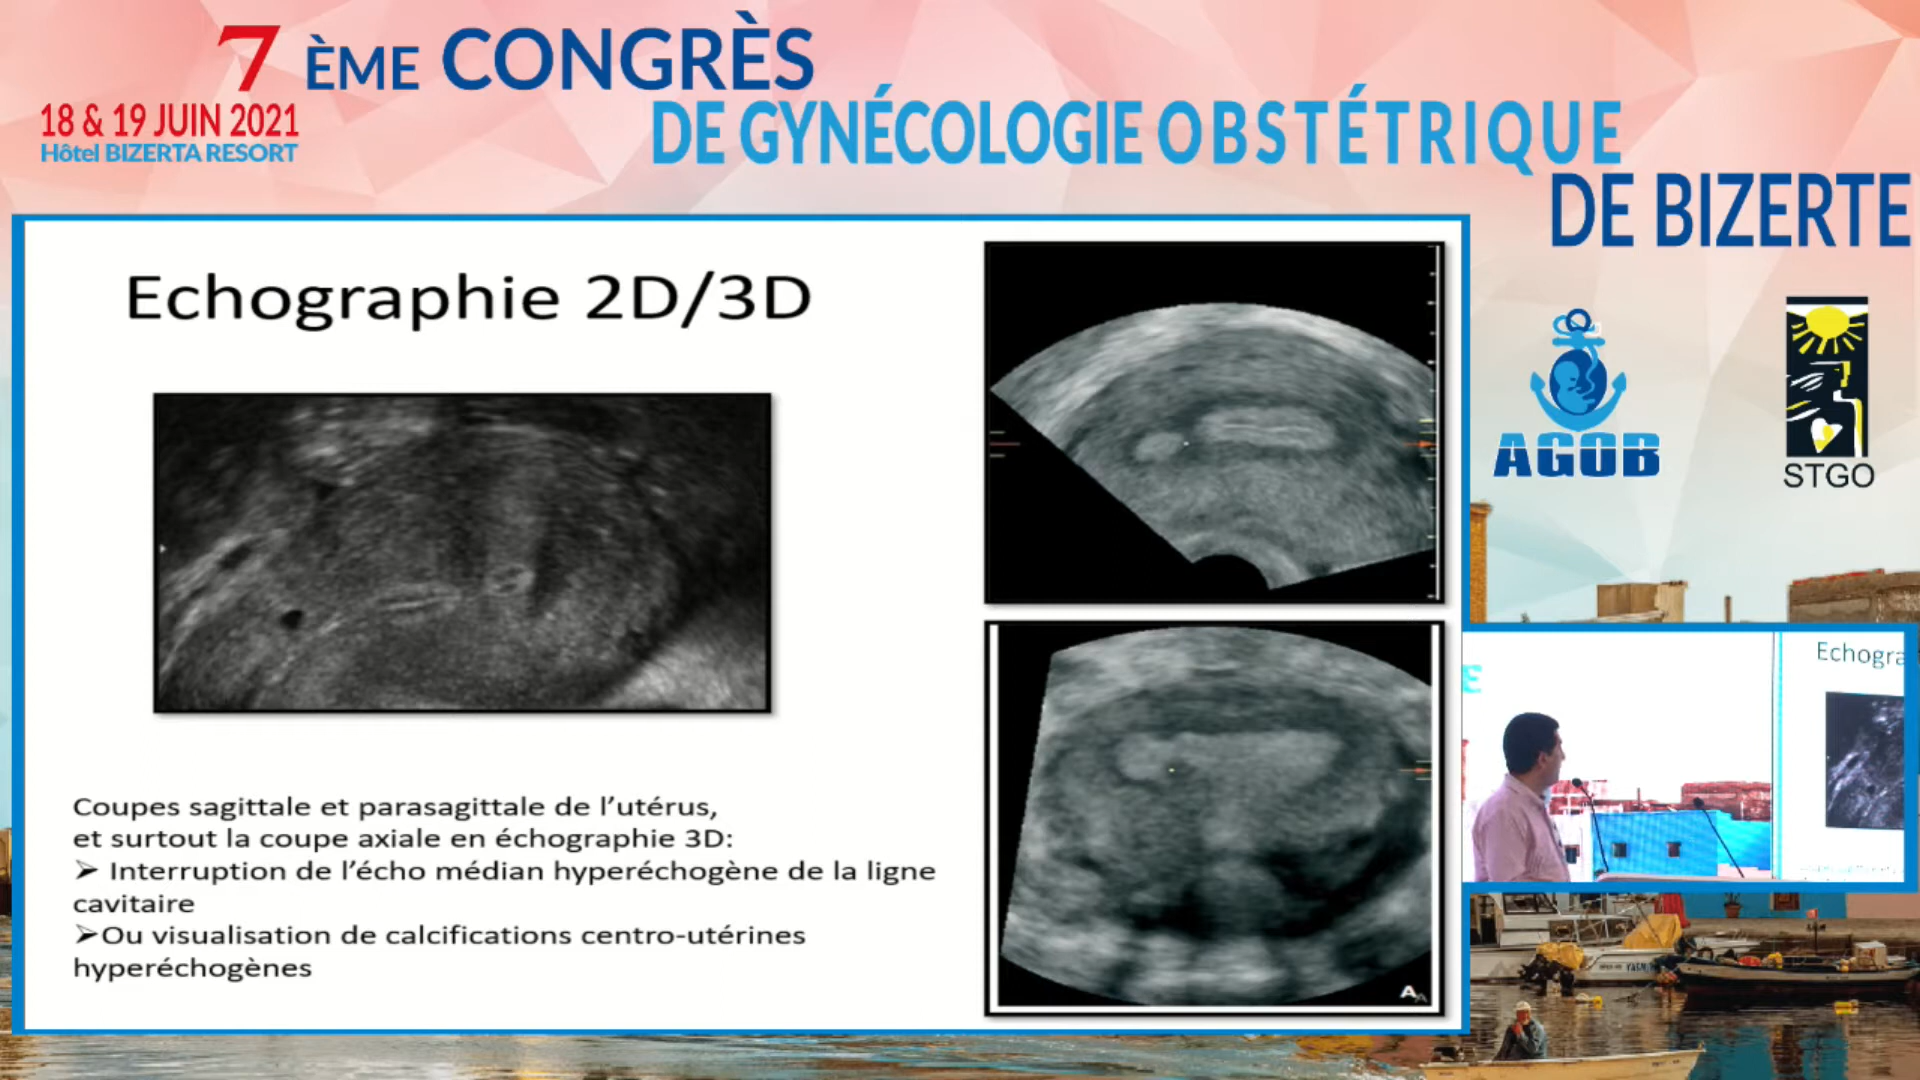 7 ÈME CONGRÈS
18 & 19 JUIN 2021
Hôtel BIZERTA RESORT
DE GYNÉCOLOGIE OBSTÉTRIQUE
DE BIZERTE
AGOB
STGO
Echographie 2D/3D
Coupes sagittale et parasagittale de l'utérus,
et surtout la coupe axiale en échographie 3D:
➢ Interruption de l'écho médian hyperéchogène de la ligne
cavitaire
➢Ou visualisation de calcifications centro-utérines
hyperéchogènes
A
E
Echogra